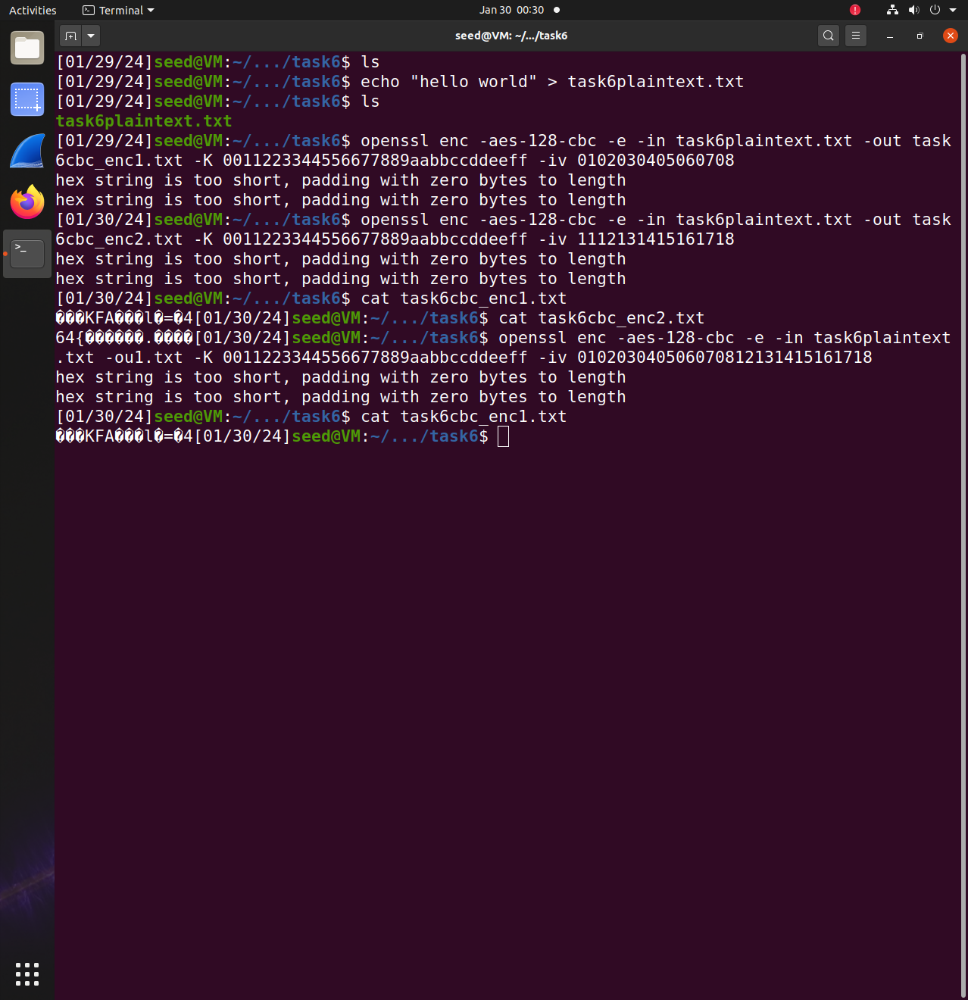 Activities Terminal Jan 30 00:30
seed@VM: ~/.../task6
[01/29/24]seed@VM:~/.../task6$ ls
[01/29/24]seed@VM:~/.../task6$ echo "hello world" > task6plaintext.txt
[01/29/24]seed@VM:~/.../task6$ ls
task6plaintext.txt
[01/29/24]seed@VM:~/.../task6$ openssl enc -aes-128-cbc -e -in task6plaintext.txt -out task
6cbc_enc1.txt -K 0011223344556677889aabbccddeeff -iv 0102030405060708
hex string is too short, padding with zero bytes to length
hex string is too short, padding with zero bytes to length
[01/30/24]seed@VM:~/.../task6$ openssl enc -aes-128-cbc -e -in task6plaintext.txt -out task
6cbc_enc2.txt -K 0011223344556677889aabbccddeeff -iv 1112131415161718
hex string is too short, padding with zero bytes to length
hex string is too short, padding with zero bytes to length
[01/30/24]seed@VM:~/.../task6$ cat task6cbc_enc1.txt
���KFA���l�=�4[01/30/24]seed@VM:~/.../task6$ cat task6cbc_enc2.txt
64{������.����[01/30/24]seed@VM:~/.../task6$ openssl enc -aes-128-cbc -e -in task6plaintext
.txt -ou1.txt -K 0011223344556677889aabbccddeeff -iv 010203040506070812131415161718
hex string is too short, padding with zero bytes to length
hex string is too short, padding with zero bytes to length
[01/30/24]seed@VM:~/.../task6$ cat task6cbc_enc1.txt
���KFA���l�=�4[01/30/24]seed@VM:~/.../task6$